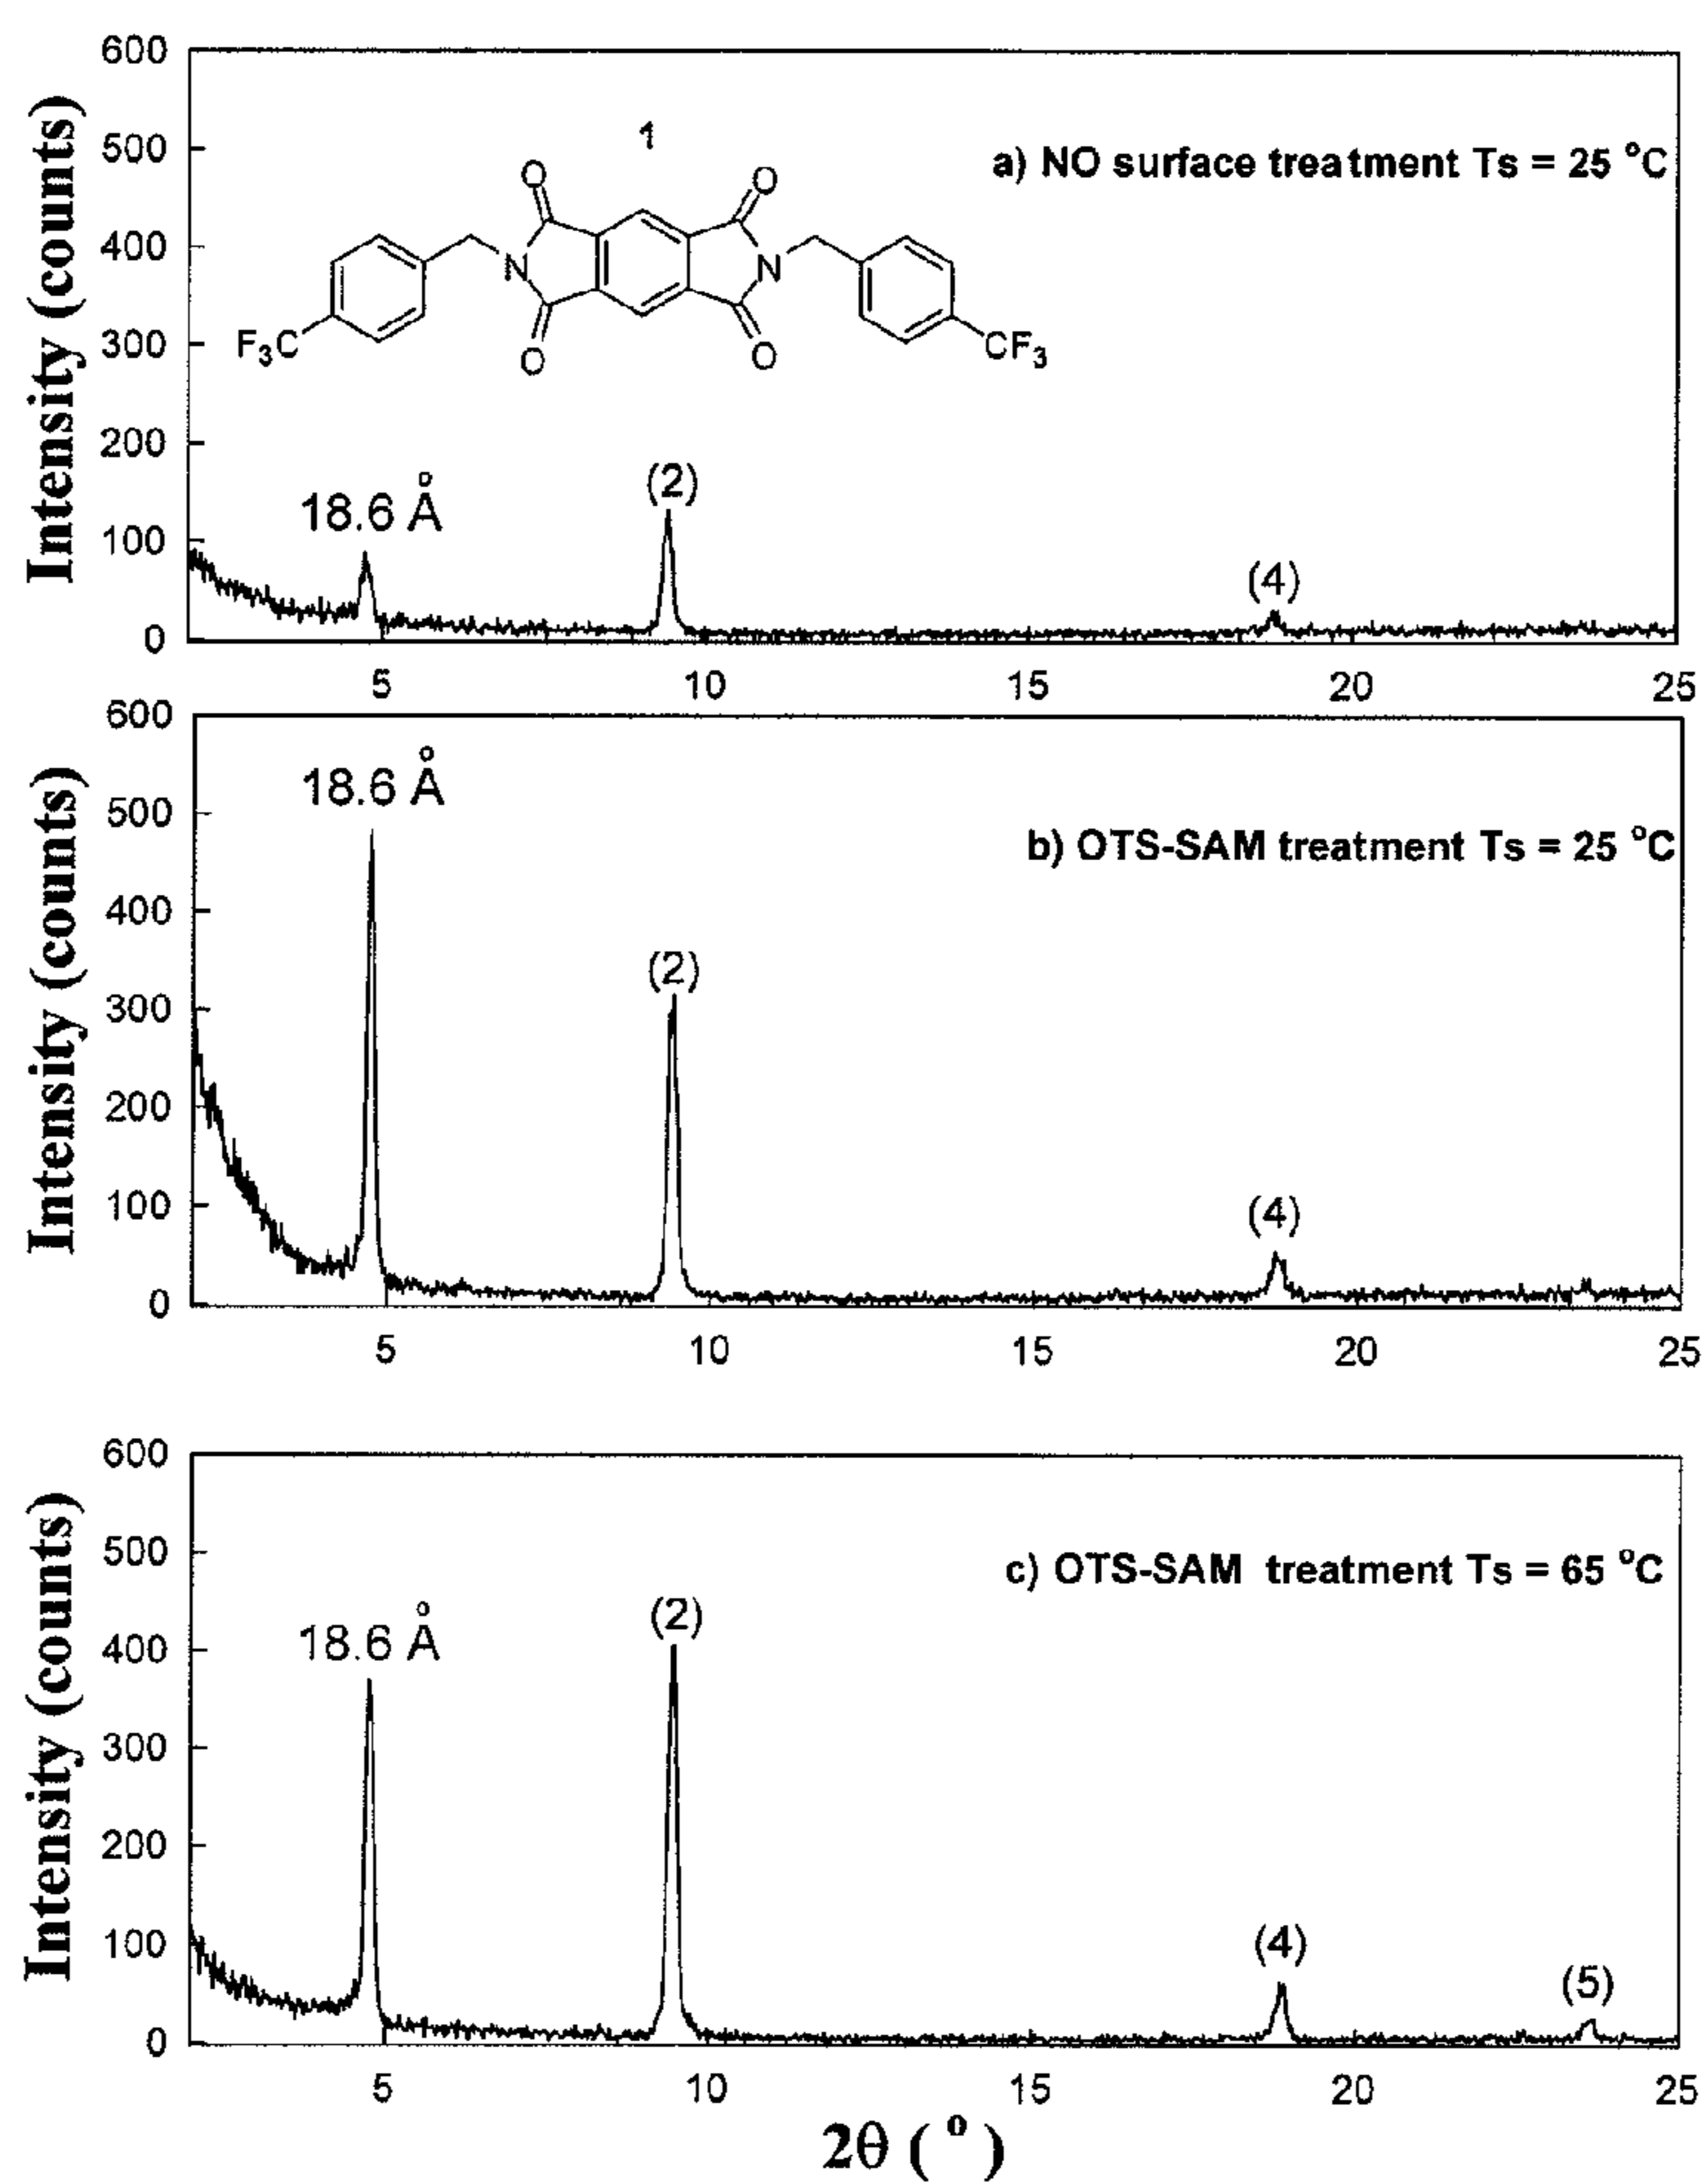 600
1
500
a) NO surface treatment Ts = 25 °C
O
O
400
N
N
300
F3C
O
O
CF3
200
(2)
18.6 Å
100
(4)
0
Intensity (counts)
5
10
15
20
25
600
18.6 Å
500
b) OTS-SAM treatment Ts = 25 °C
400
(2)
300
200
(4)
100
0
Intensity (counts)
5
10
15
20
25
600
500
c) OTS-SAM treatment Ts = 65 °C
(2)
18.6 Å
400
300
200
(4)
100
(5)
0
Intensity (counts)
5
10
15
20
25
2θ ( ° )